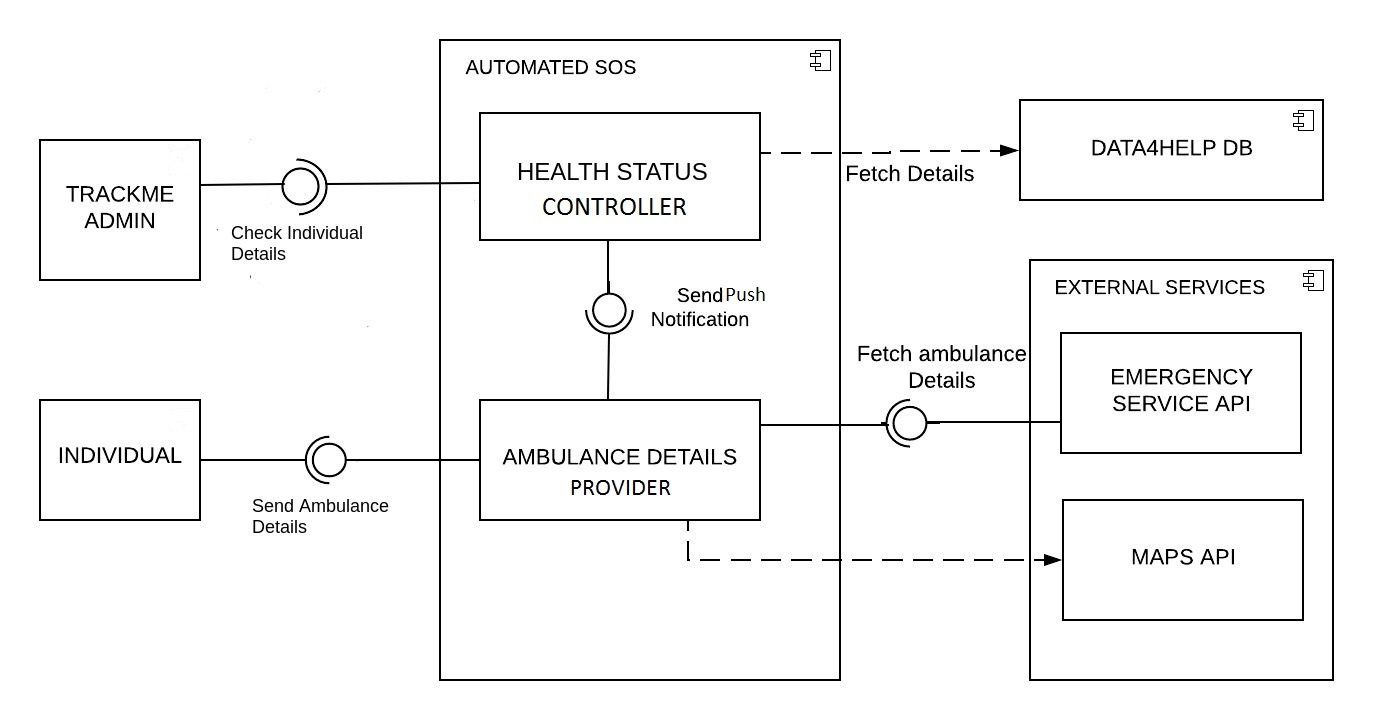 AUTOMATED SOS
HEALTH STATUS
CONTROLLER
DATA4HELP DB
Fetch Details
TRACKME
ADMIN
Check Individual
Details
Send Push
Notification
EXTERNAL SERVICES
Fetch ambulance
Details
EMERGENCY
SERVICE API
INDIVIDUAL
AMBULANCE DETAILS
PROVIDER
Send Ambulance
Details
MAPS API